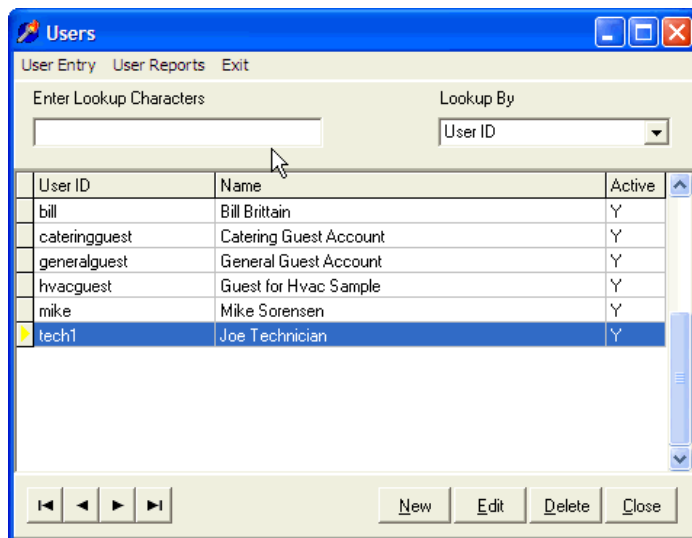 Users
User Entry User Reports Exit
Enter Lookup Characters Lookup By
User ID
User ID Name Active
bill Bill Brittain Y
cateringguest Catering Guest Account Y
generalguest General Guest Account Y
hvacguest Guest for Hvac Sample Y
mike Mike Sorensen Y
tech1 Joe Technician Y
New Edit Delete Close